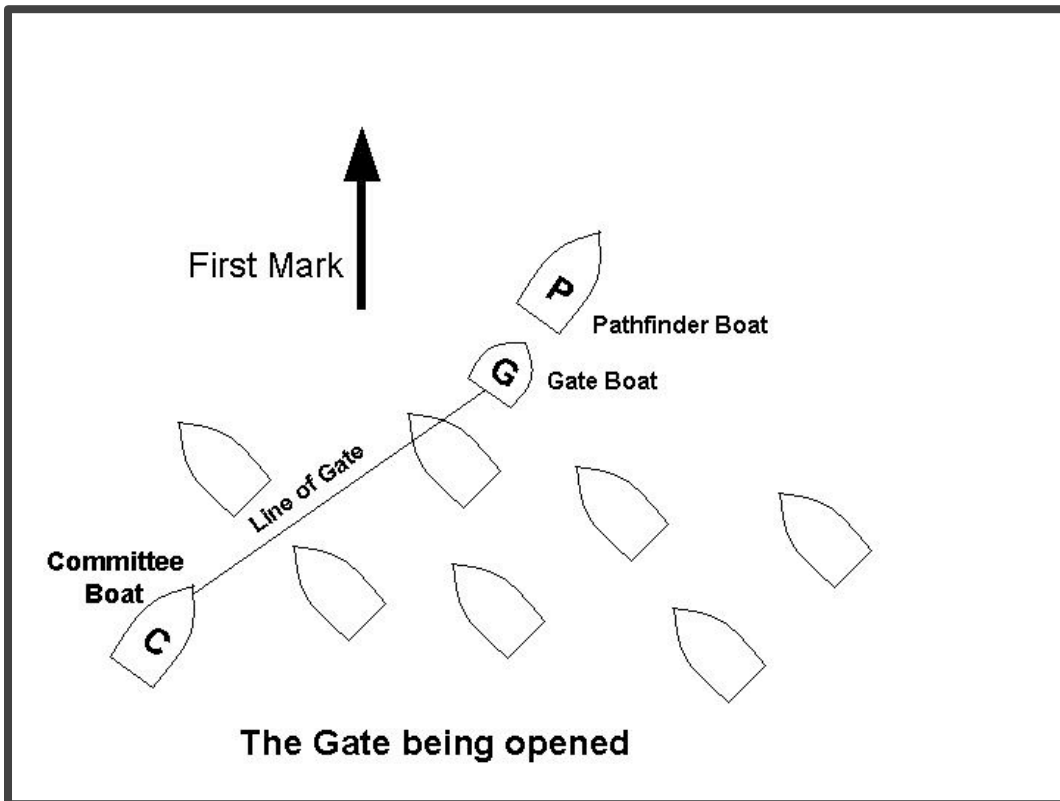 First Mark
P
Pathfinder Boat
G
Gate Boat
Line of Gate
Committee
Boat
C
The Gate being opened